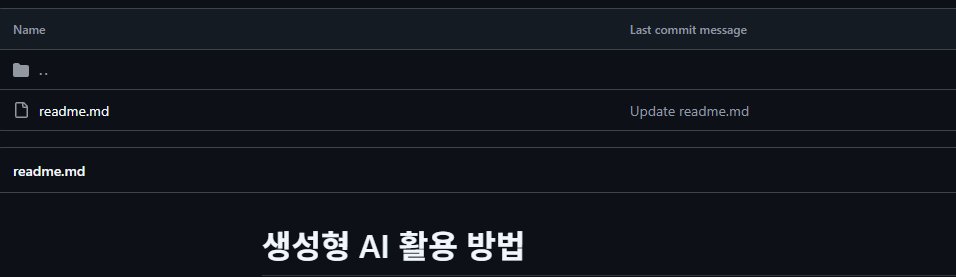 Name Last commit message
..
readme.md Update readme.md
readme.md
생성형 AI 활용 방법